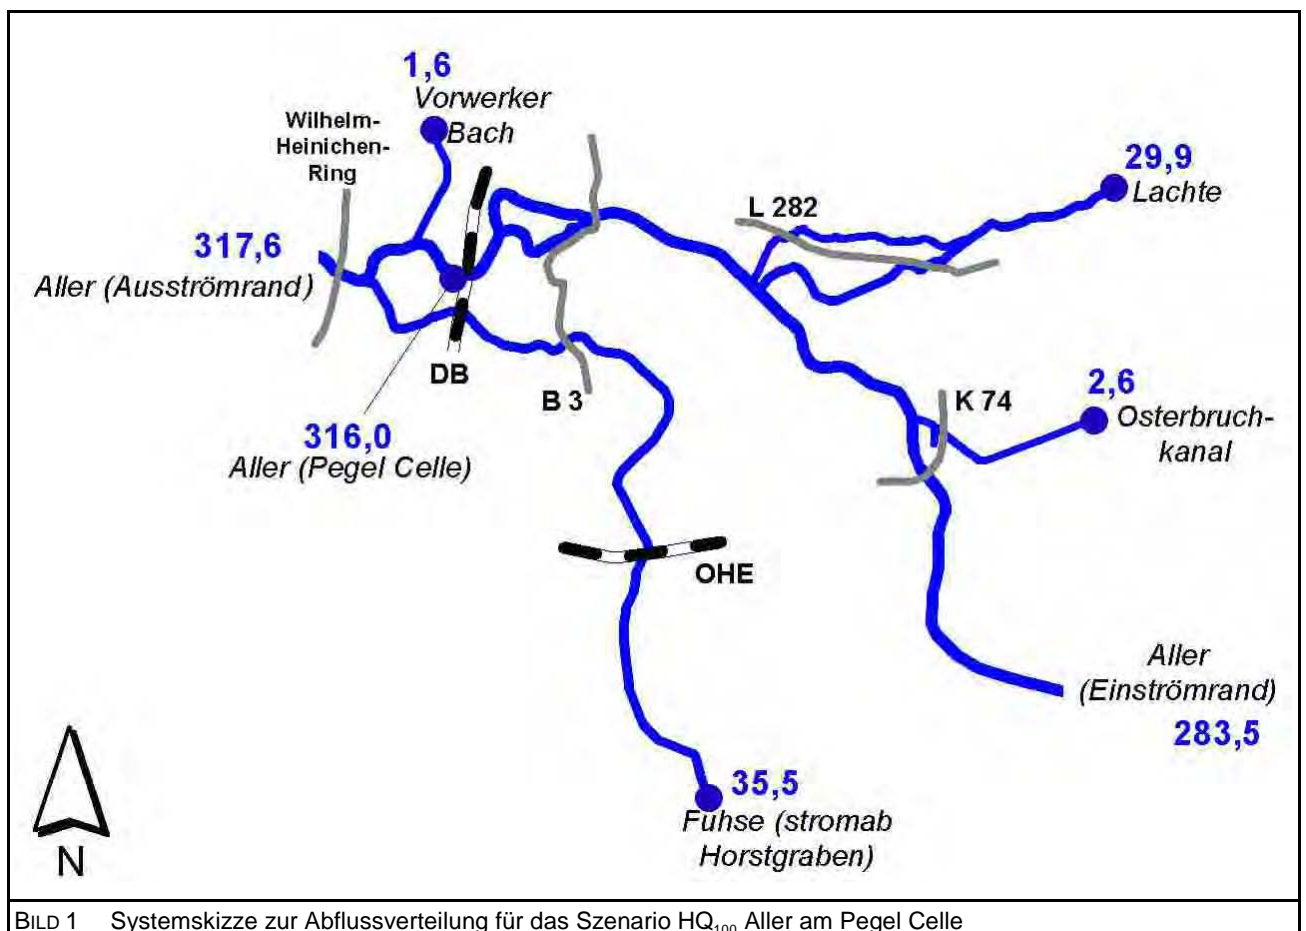 1,6
Vorwerker
Bach
Wilhelm-
Heinichen-
Ring
29,9
Lachte
L 282
317,6
Aller (Ausströmrand)
DB
B 3
2,6
K 74
Osterbruch-
kanal
316,0
Aller (Pegel Celle)
OHE
Aller
(Einströmrand)
283,5
35,5
Fuhse (stromab
Horstgraben)
N
BILD 1 Systemskizze zur Abflussverteilung für das Szenario HQ100 Aller am Pegel Celle